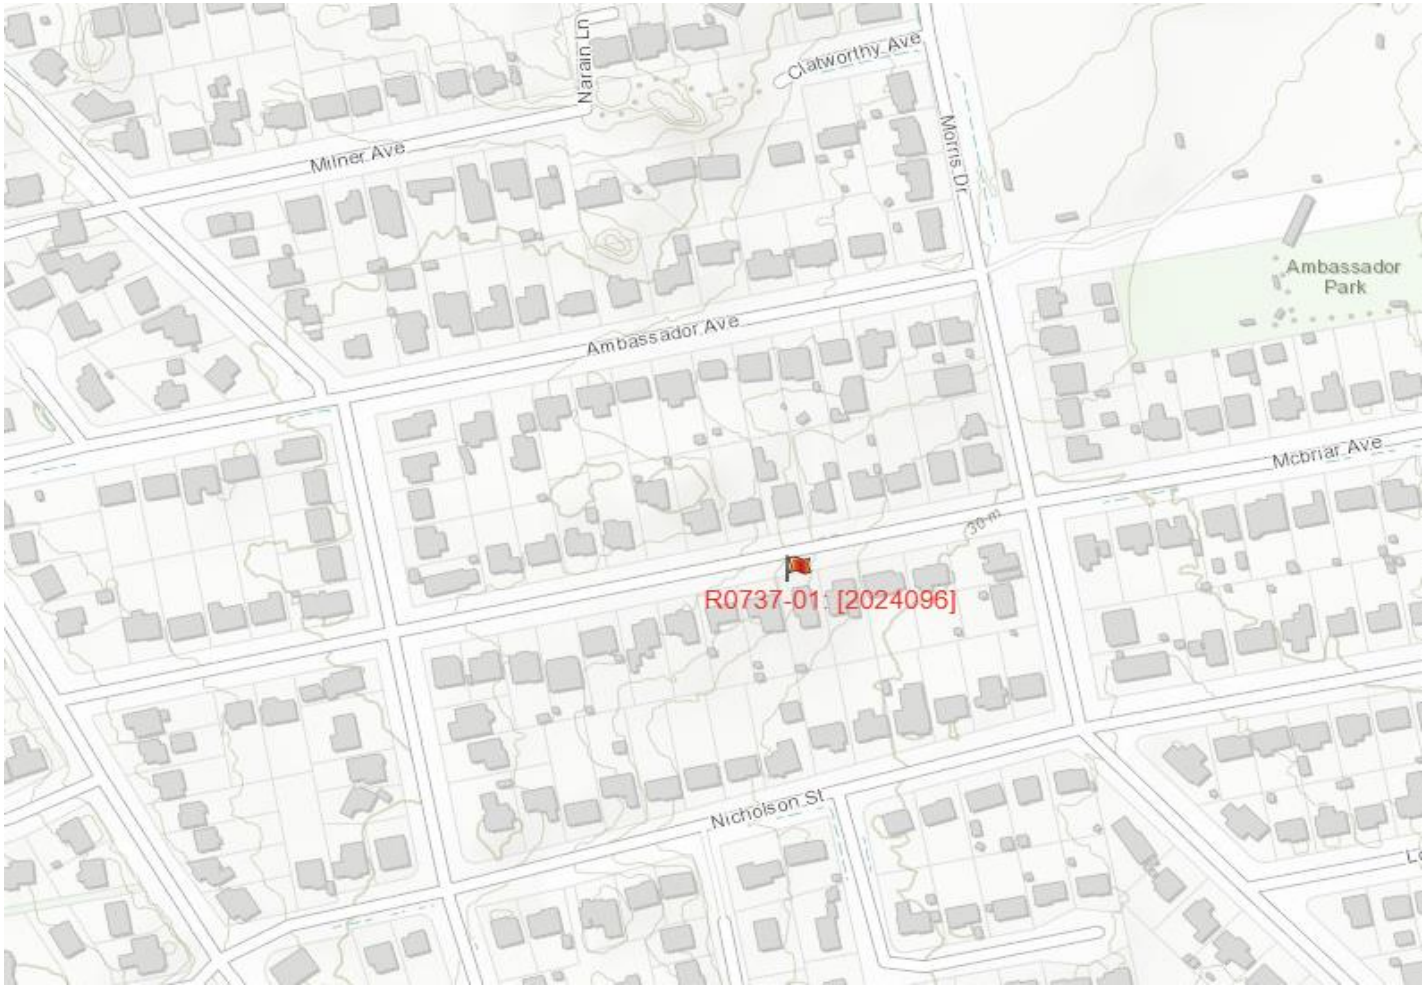 Narain Ln
Clatworthy Ave
Milner Ave
Morris Dr
Ambassador
Park
Ambassador Ave
Mcbriar Ave
30 m
R0737-01: [2024096]
Nicholson St